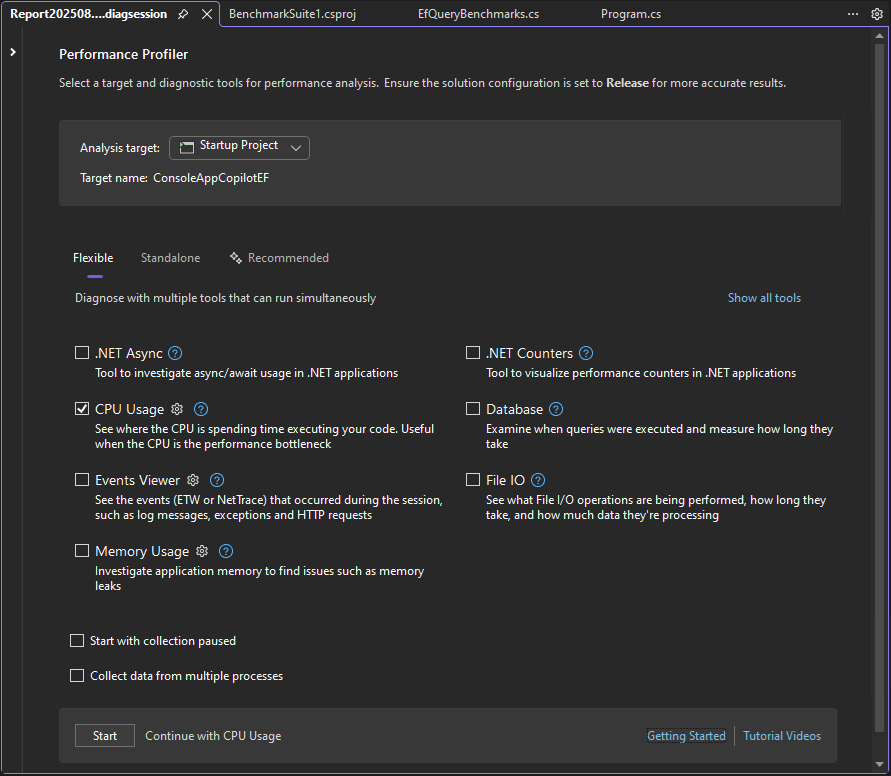 Report202508....diagsession
BenchmarkSuite1.csproj
EfQueryBenchmarks.cs
Program.cs
Performance Profiler
Select a target and diagnostic tools for performance analysis. Ensure the solution configuration is set to Release for more accurate results.
Analysis target: Startup Project
Target name: ConsoleAppCopilotEF
Flexible Standalone Recommended
Diagnose with multiple tools that can run simultaneously
Show all tools
.NET Async
Tool to investigate async/await usage in .NET applications
.NET Counters
Tool to visualize performance counters in .NET applications
CPU Usage
See where the CPU is spending time executing your code. Useful
when the CPU is the performance bottleneck
Database
Examine when queries were executed and measure how long they
take
Events Viewer
See the events (ETW or NetTrace) that occurred during the session,
such as log messages, exceptions and HTTP requests
File IO
See what File I/O operations are being performed, how long they
take, and how much data they're processing
Memory Usage
Investigate application memory to find issues such as memory
leaks
Start with collection paused
Collect data from multiple processes
Start
Continue with CPU Usage
Getting Started
Tutorial Videos